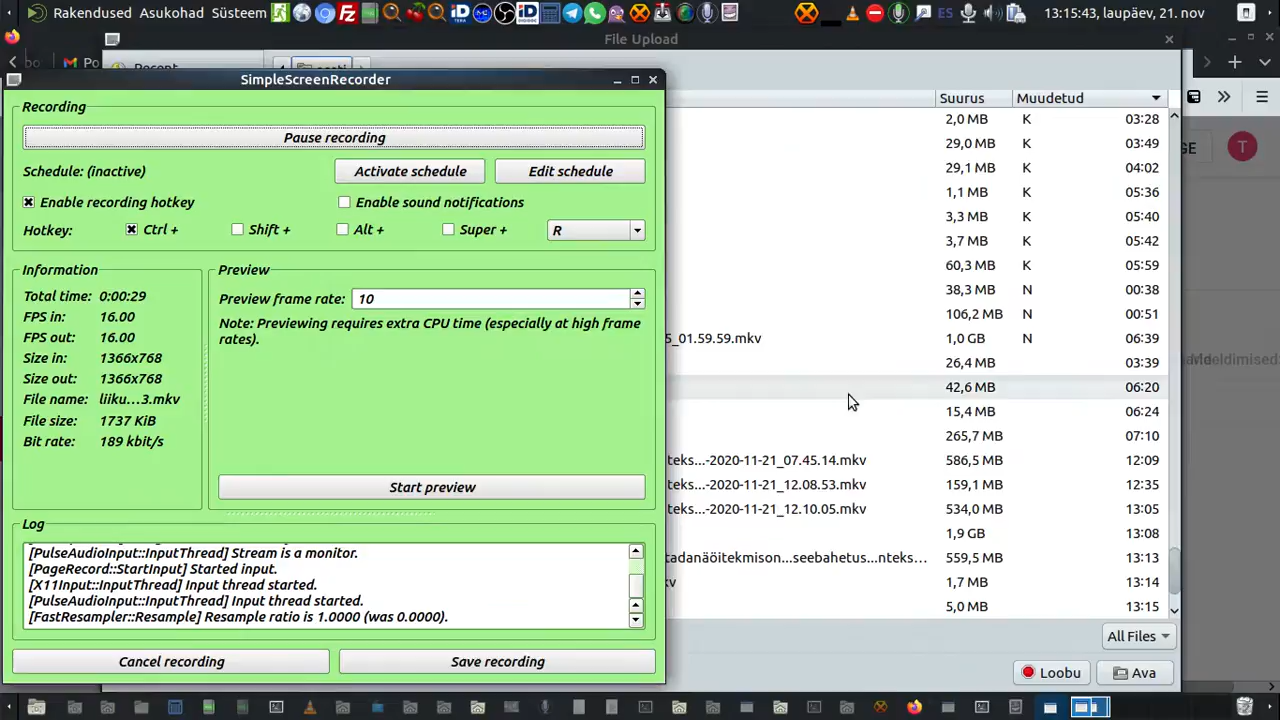 Rakendused Asukohad Süsteem
ES
13:15:43, laupäev, 21. nov
File Upload
Recent
SimpleScreenRecorder
Recording
Pause recording
Schedule: (inactive)
Activate schedule
Edit schedule
Enable recording hotkey
Enable sound notifications
Hotkey:
Ctrl +
Shift +
Alt +
Super +
R
Information
Total time: 0:00:29
FPS in: 16.00
FPS out: 16.00
Size in: 1366x768
Size out: 1366x768
File name: liiku...3.mkv
File size: 1737 KiB
Bit rate: 189 kbit/s
Preview
Preview frame rate: 10
Note: Previewing requires extra CPU time (especially at high frame
rates).
Start preview
Log
[PulseAudioInput::InputThread] Stream is a monitor.
[PageRecord::StartInput] Started input.
[X11Input::InputThread] Input thread started.
[PulseAudioInput::InputThread] Input thread started.
[FastResampler::Resample] Resample ratio is 1.0000 (was 0.0000).
Cancel recording
Save recording
Suurus Muudetud
2,0 MB K 03:28
29,0 MB K 03:49
29,1 MB K 04:02
1,1 MB K 05:36
3,3 MB K 05:40
3,7 MB K 05:42
60,3 MB K 05:59
38,3 MB N 00:38
106,2 MB N 00:51
5_01.59.59.mkv 1,0 GB N 06:39
26,4 MB 03:39
42,6 MB 06:20
15,4 MB 06:24
265,7 MB 07:10
teks...-2020-11-21_07.45.14.mkv 586,5 MB 12:09
teks...-2020-11-21_12.08.53.mkv 159,1 MB 12:35
teks...-2020-11-21_12.10.05.mkv 534,0 MB 13:05
1,9 GB 13:08
tadanäöitekmison...seebahetus...nteks... 559,5 MB 13:13
kv 1,7 MB 13:14
5,0 MB 13:15
All Files
Loobu
Ava
GE
T